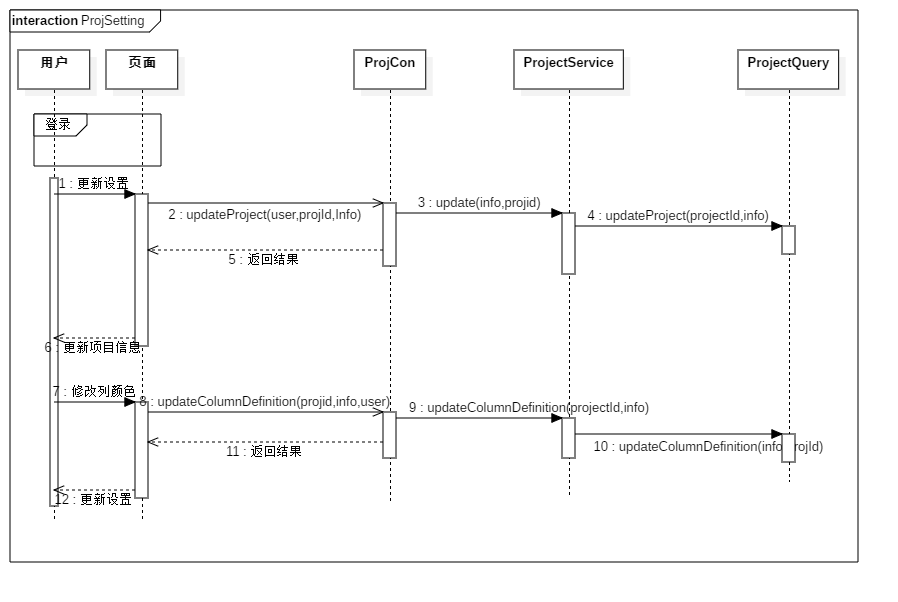 interaction ProjSetting
用户
页面
ProjCon
ProjectService
ProjectQuery
登录
1 : 更新设置
2 : updateProject(user,projId,Info)
3 : update(info,projid)
4 : updateProject(projectId,info)
5 : 返回结果
6 : 更新项目信息
7 : 修改列颜色
8 : updateColumnDefinition(projid,info,user)
9 : updateColumnDefinition(projectId,info)
10 : updateColumnDefinition(info,projId)
11 : 返回结果
12 : 更新设置